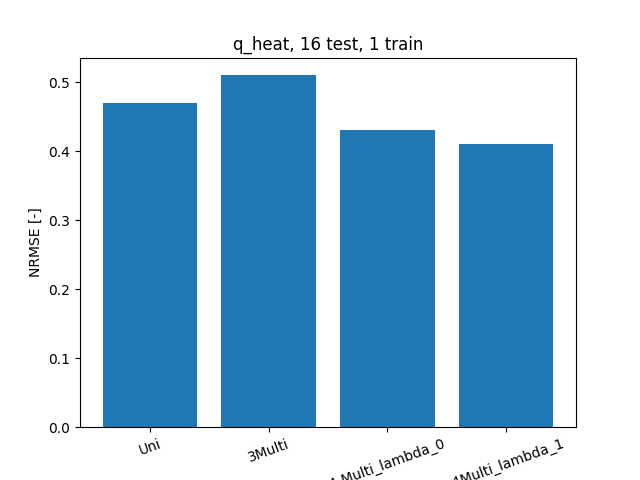 q_heat, 16 test, 1 train
NRMSE [-]
0.5
0.4
0.3
0.2
0.1
0.0
Uni
3Multi
Multi_lambda_0
4Multi_lambda_1